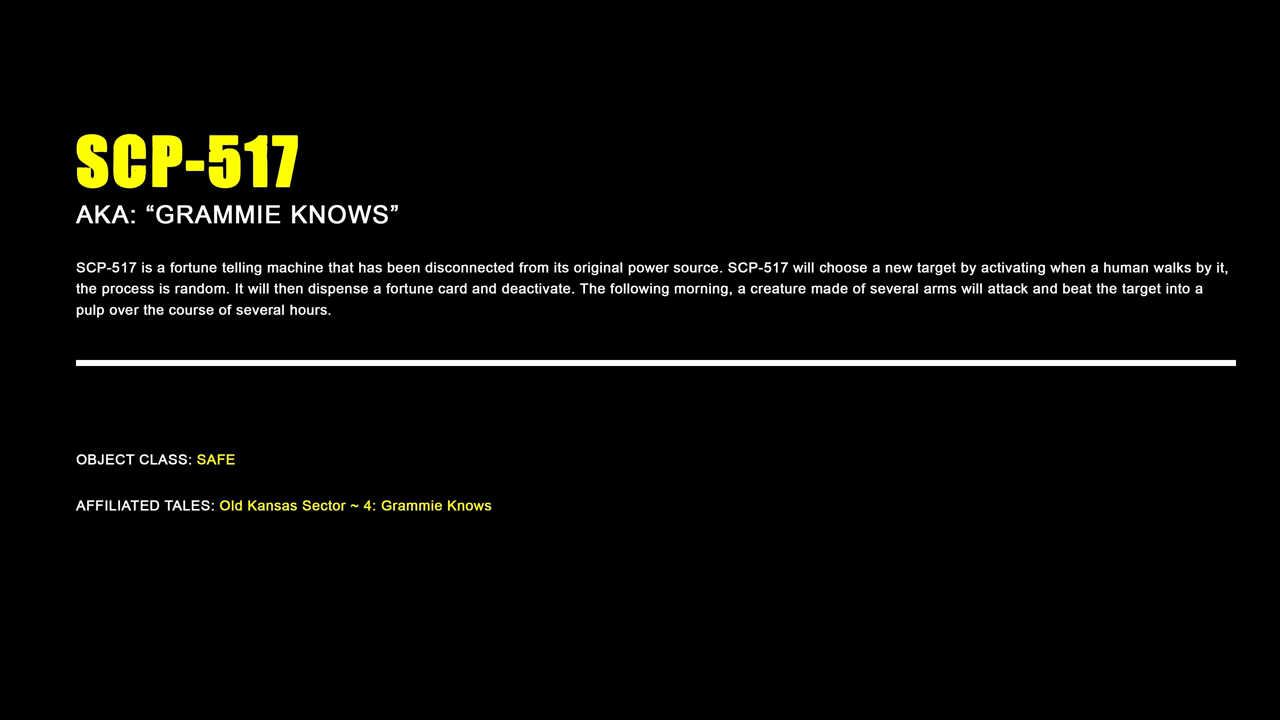 SCP-517
AKA: “GRAMMIE KNOWS”
SCP-517 is a fortune telling machine that has been disconnected from its original power source. SCP-517 will choose a new target by activating when a human walks by it,
the process is random. It will then dispense a fortune card and deactivate. The following morning, a creature made of several arms will attack and beat the target into a
pulp over the course of several hours.
OBJECT CLASS: SAFE
AFFILIATED TALES: Old Kansas Sector ~ 4: Grammie Knows